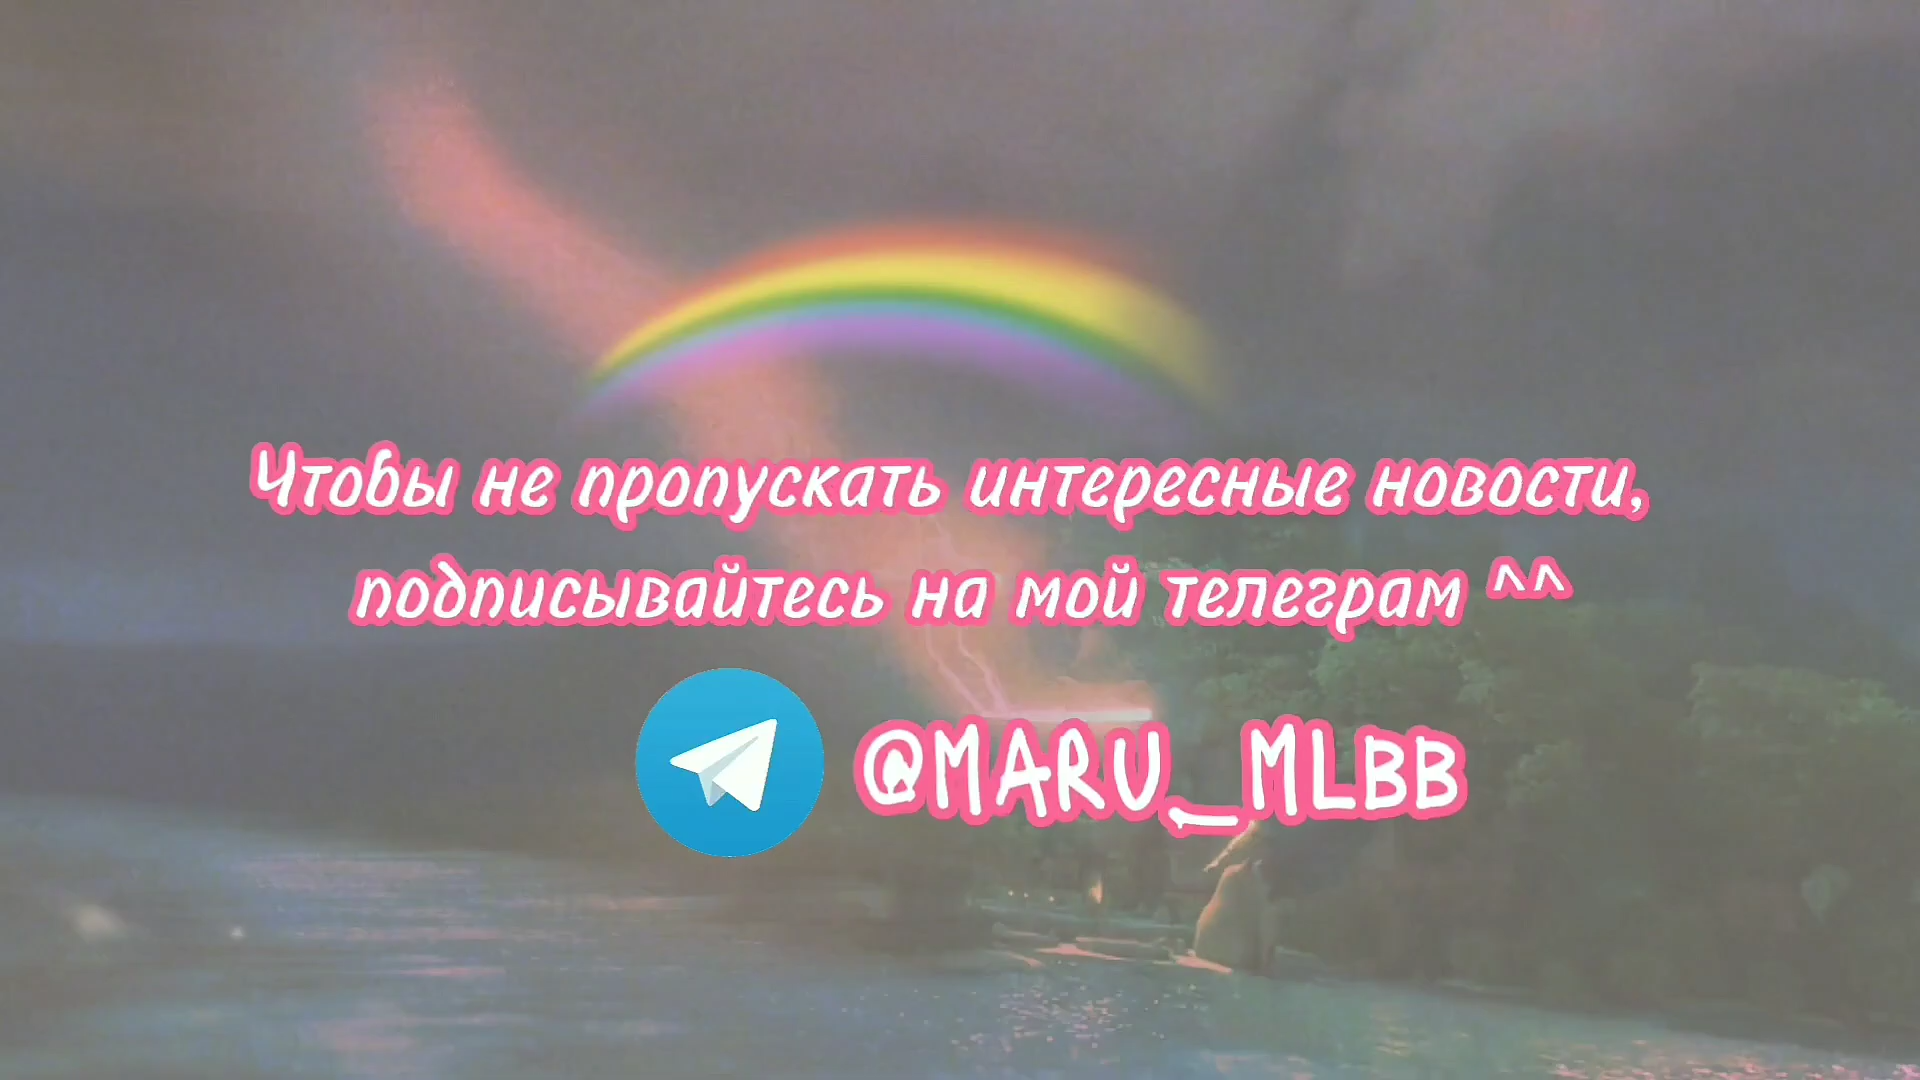 Чтобы не пропускать интересные новости,
подписывайтесь на мой телеграм ^^
@MARU_MLBB